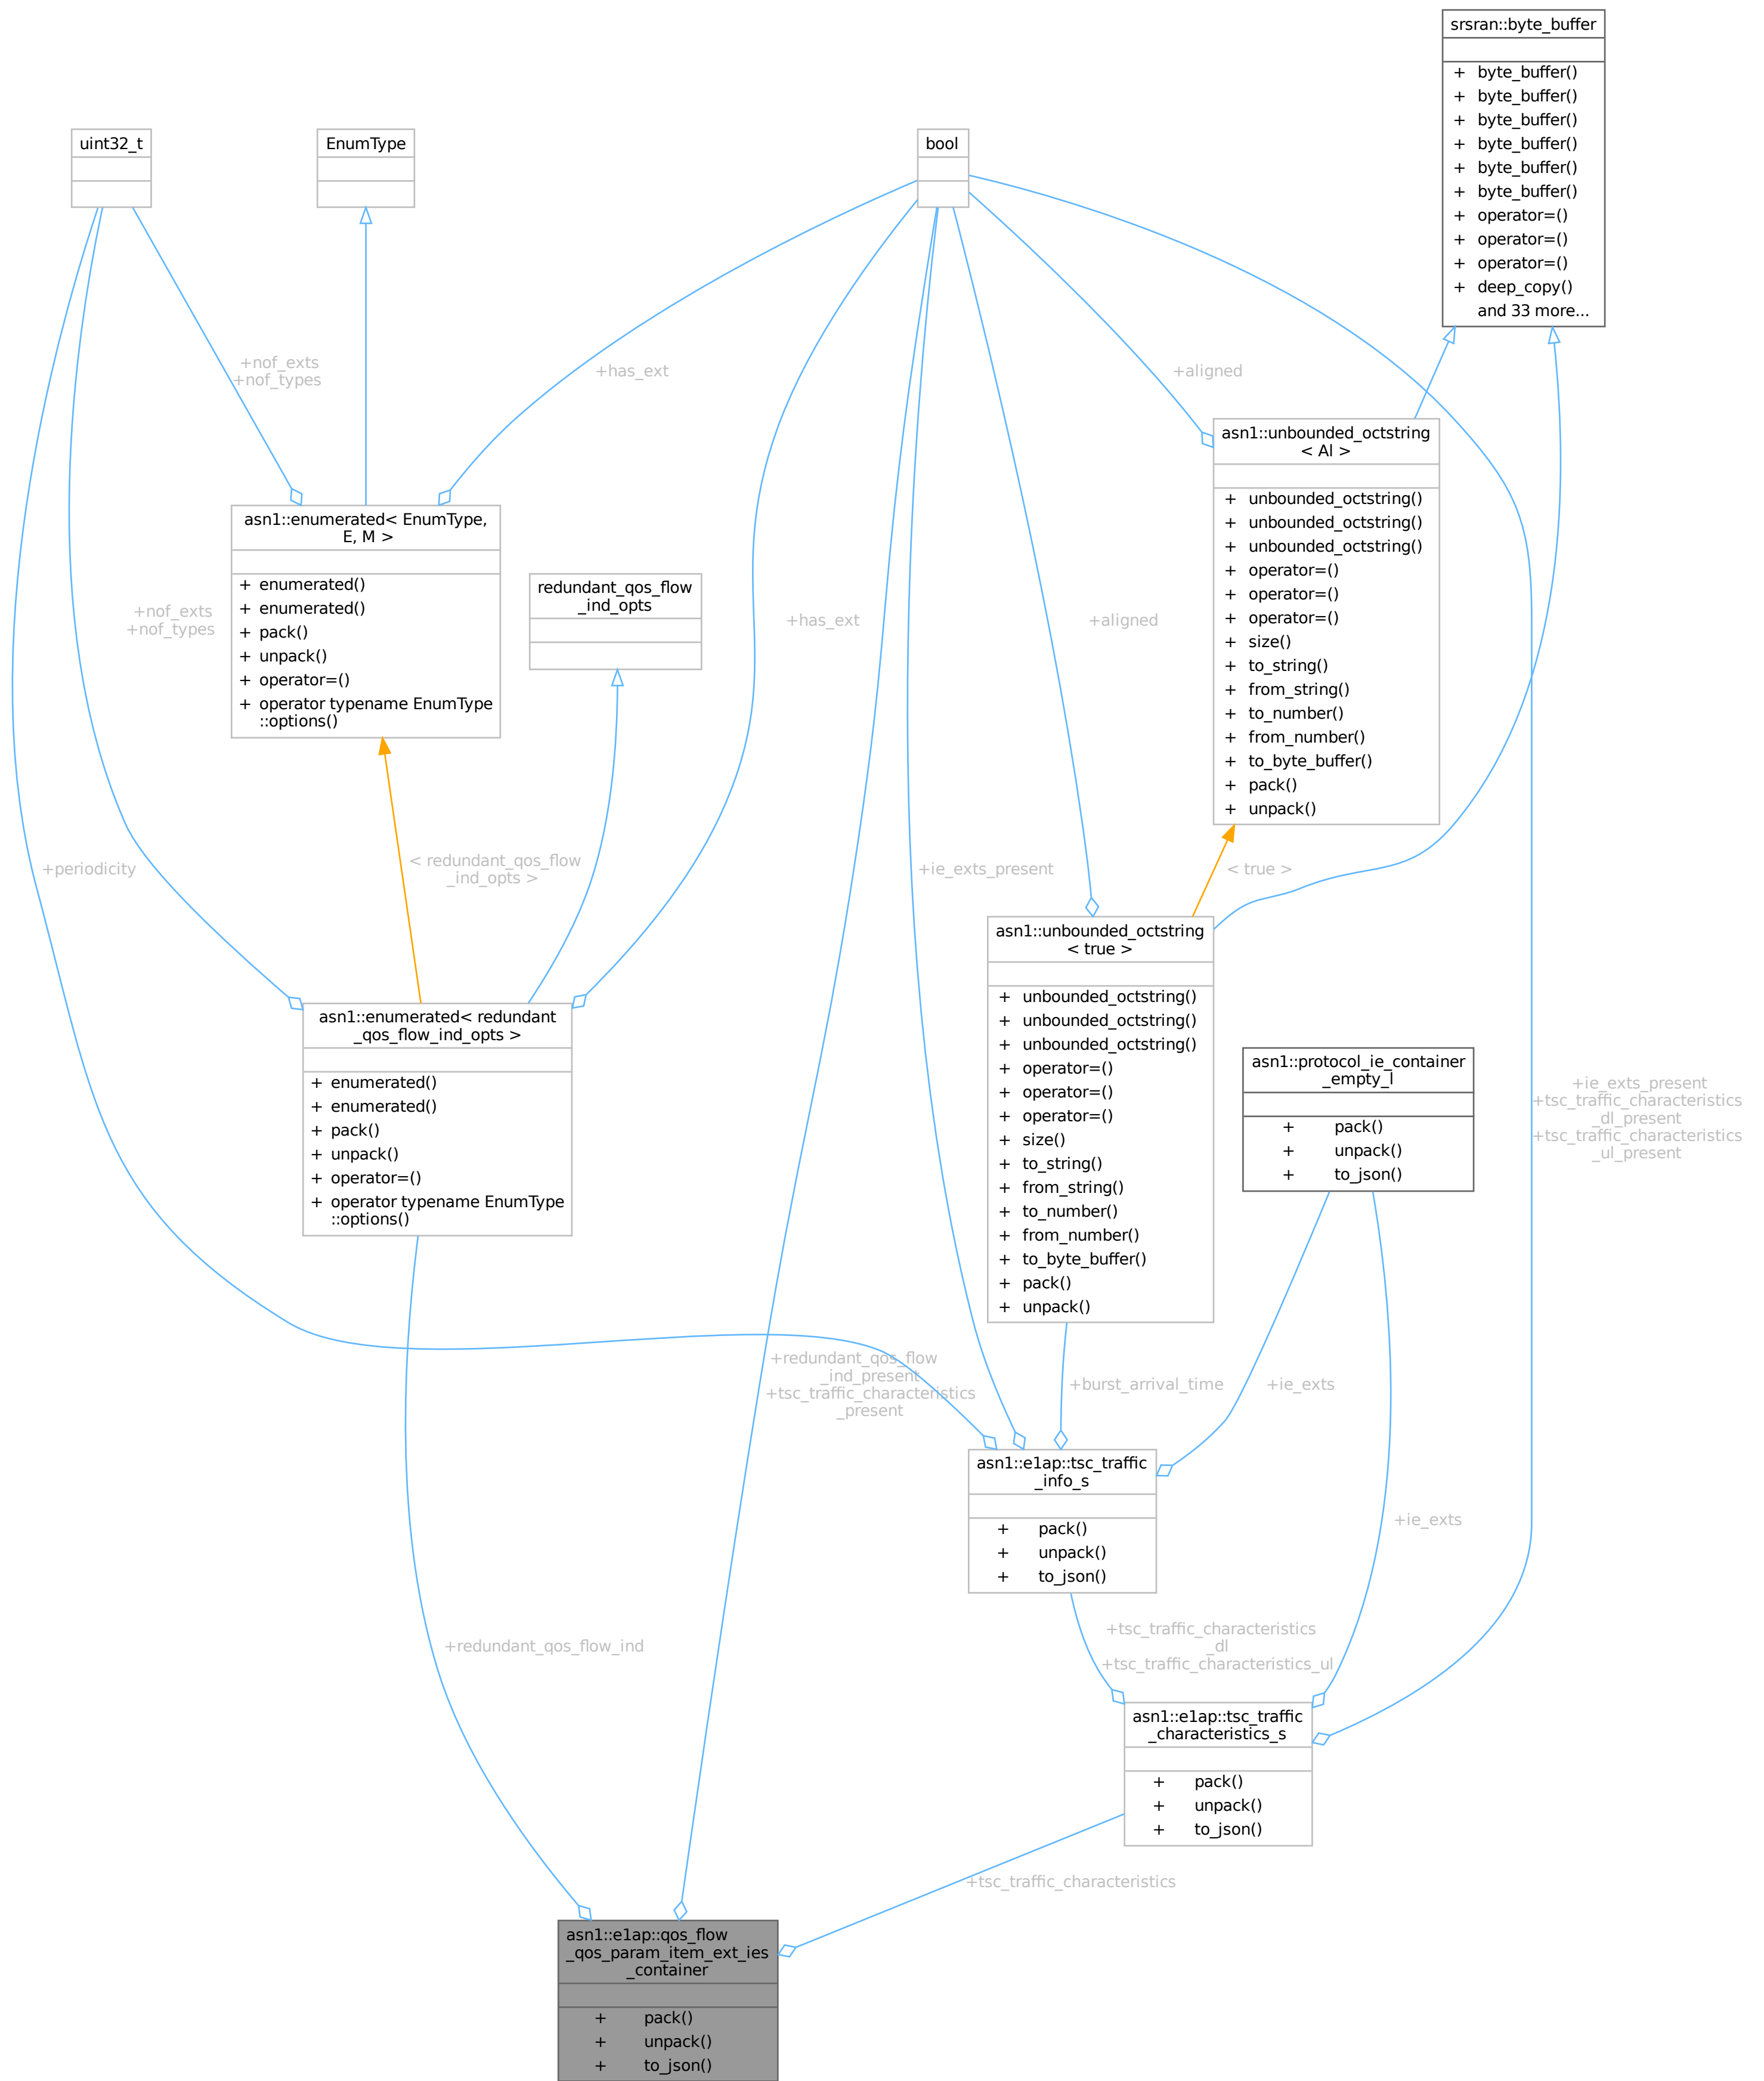 srsran::byte_buffer
+ byte_buffer()
+ byte_buffer()
+ byte_buffer()
+ byte_buffer()
+ byte_buffer()
+ byte_buffer()
+ operator=()
+ operator=()
+ operator=()
+ deep_copy()
and 33 more...
uint32_t
EnumType
bool
+nof_exts
+nof_types
+has_ext
+aligned
asn1::unbounded_octstring
< Al >
+ unbounded_octstring()
+ unbounded_octstring()
+ unbounded_octstring()
+ operator=()
+ operator=()
+ operator=()
+ size()
+ to_string()
+ from_string()
+ to_number()
+ from_number()
+ to_byte_buffer()
+ pack()
+ unpack()
asn1::enumerated< EnumType,
E, M >
+ enumerated()
+ enumerated()
+ pack()
+ unpack()
+ operator=()
+ operator typename EnumType
::options()
redundant_qos_flow
_ind_opts
+nof_exts
+nof_types
+has_ext
+aligned
+periodicity
< redundant_qos_flow
_ind_opts >
+ie_exts_present
< true >
asn1::unbounded_octstring
< true >
+ unbounded_octstring()
+ unbounded_octstring()
+ unbounded_octstring()
+ operator=()
+ operator=()
+ operator=()
+ size()
+ to_string()
+ from_string()
+ to_number()
+ from_number()
+ to_byte_buffer()
+ pack()
+ unpack()
asn1::enumerated< redundant
_qos_flow_ind_opts >
+ enumerated()
+ enumerated()
+ pack()
+ unpack()
+ operator=()
+ operator typename EnumType
::options()
asn1::protocol_ie_container
_empty_l
+ pack()
+ unpack()
+ to_json()
+ie_exts_present
+tsc_traffic_characteristics
_dl_present
+tsc_traffic_characteristics
_ul_present
+redundant_qos_flow
_ind_present
+tsc_traffic_characteristics
_present
+burst_arrival_time
+ie_exts
asn1::e1ap::tsc_traffic
_info_s
+ pack()
+ unpack()
+ to_json()
+ie_exts
+redundant_qos_flow_ind
+tsc_traffic_characteristics
_dl
+tsc_traffic_characteristics_ul
asn1::e1ap::tsc_traffic
_characteristics_s
+ pack()
+ unpack()
+ to_json()
+tsc_traffic_characteristics
asn1::e1ap::qos_flow
_qos_param_item_ext_ies
_container
+ pack()
+ unpack()
+ to_json()